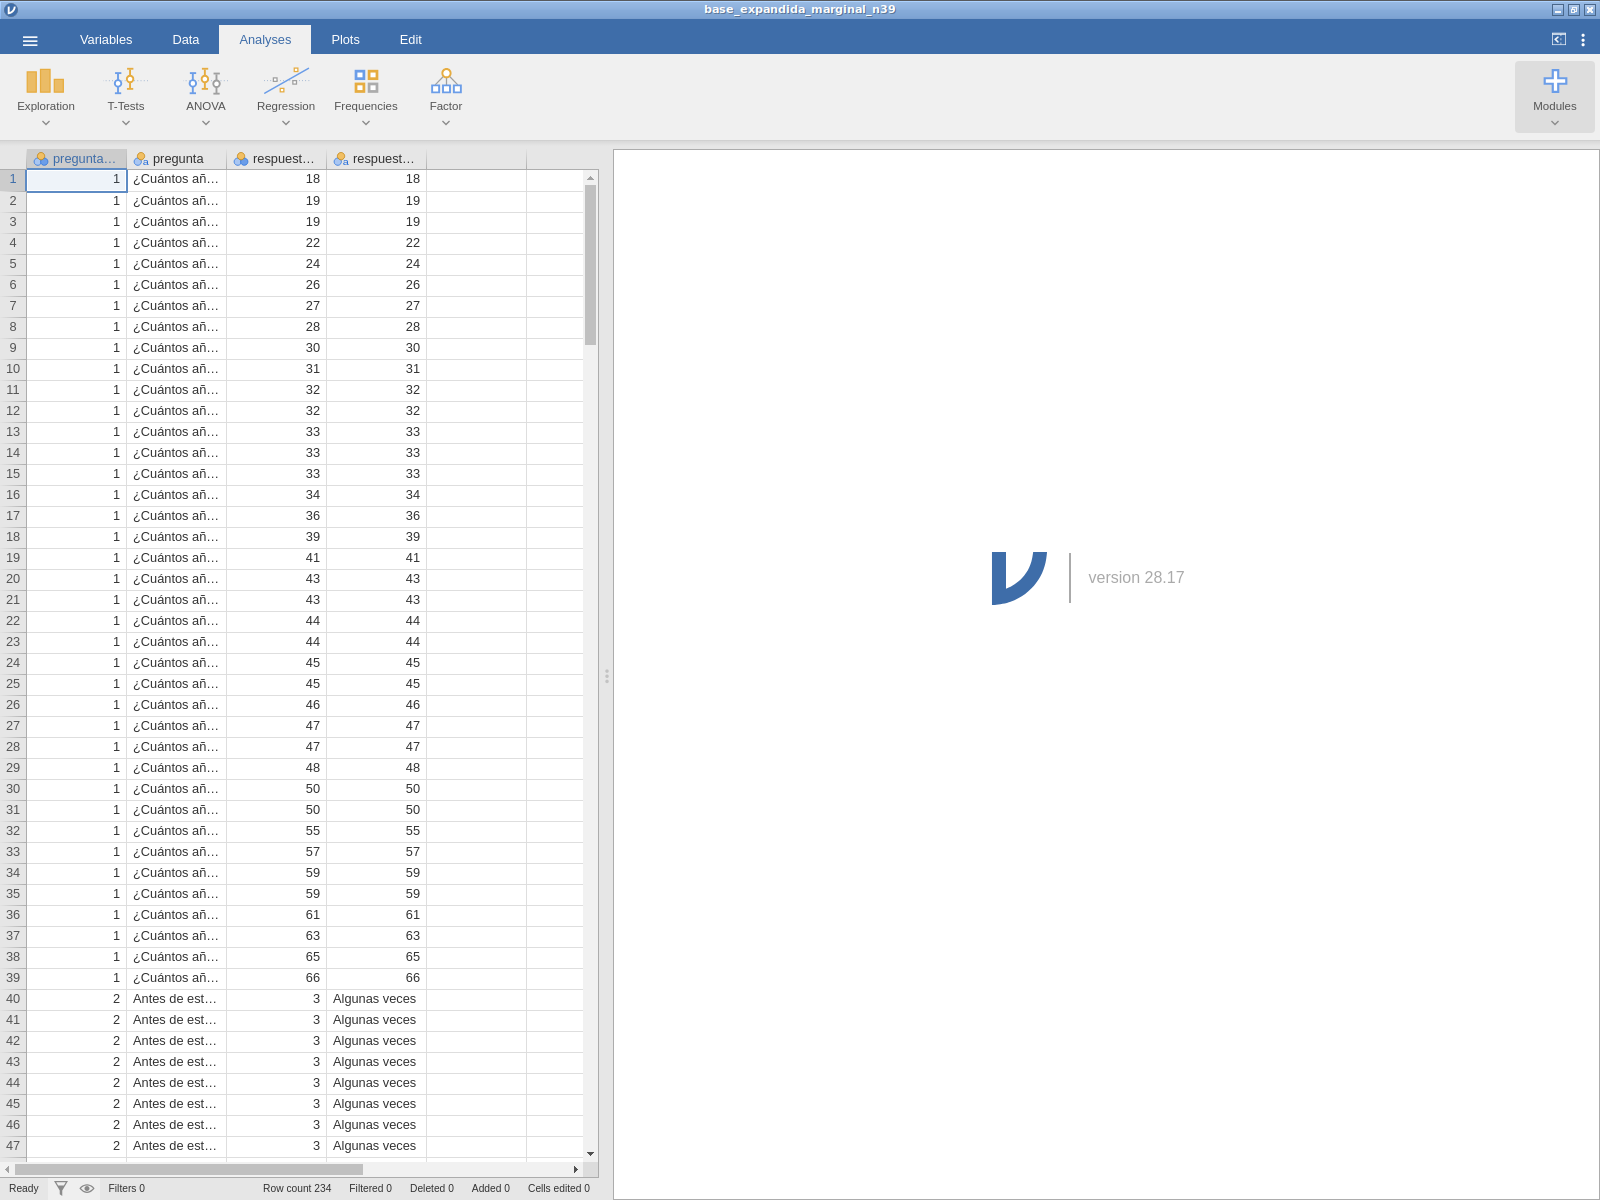 base_expandida_marginal_n39
Variables Data Analyses Plots Edit
Exploration T-Tests ANOVA Regression Frequencies Factor Modules
pregunta… pregunta respuest… respuest…
1 1 ¿Cuántos añ… 18 18
2 1 ¿Cuántos añ… 19 19
3 1 ¿Cuántos añ… 19 19
4 1 ¿Cuántos añ… 22 22
5 1 ¿Cuántos añ… 24 24
6 1 ¿Cuántos añ… 26 26
7 1 ¿Cuántos añ… 27 27
8 1 ¿Cuántos añ… 28 28
9 1 ¿Cuántos añ… 30 30
10 1 ¿Cuántos añ… 31 31
11 1 ¿Cuántos añ… 32 32
12 1 ¿Cuántos añ… 32 32
13 1 ¿Cuántos añ… 33 33
14 1 ¿Cuántos añ… 33 33
15 1 ¿Cuántos añ… 33 33
16 1 ¿Cuántos añ… 34 34
17 1 ¿Cuántos añ… 36 36
18 1 ¿Cuántos añ… 39 39
19 1 ¿Cuántos añ… 41 41
20 1 ¿Cuántos añ… 43 43
21 1 ¿Cuántos añ… 43 43
22 1 ¿Cuántos añ… 44 44
23 1 ¿Cuántos añ… 44 44
24 1 ¿Cuántos añ… 45 45
25 1 ¿Cuántos añ… 45 45
26 1 ¿Cuántos añ… 46 46
27 1 ¿Cuántos añ… 47 47
28 1 ¿Cuántos añ… 47 47
29 1 ¿Cuántos añ… 48 48
30 1 ¿Cuántos añ… 50 50
31 1 ¿Cuántos añ… 50 50
32 1 ¿Cuántos añ… 55 55
33 1 ¿Cuántos añ… 57 57
34 1 ¿Cuántos añ… 59 59
35 1 ¿Cuántos añ… 59 59
36 1 ¿Cuántos añ… 61 61
37 1 ¿Cuántos añ… 63 63
38 1 ¿Cuántos añ… 65 65
39 1 ¿Cuántos añ… 66 66
40 2 Antes de est… 3 Algunas veces
41 2 Antes de est… 3 Algunas veces
42 2 Antes de est… 3 Algunas veces
43 2 Antes de est… 3 Algunas veces
44 2 Antes de est… 3 Algunas veces
45 2 Antes de est… 3 Algunas veces
46 2 Antes de est… 3 Algunas veces
47 2 Antes de est… 3 Algunas veces
version 28.17
Ready Filters 0 Row count 234 Filtered 0 Deleted 0 Added 0 Cells edited 0